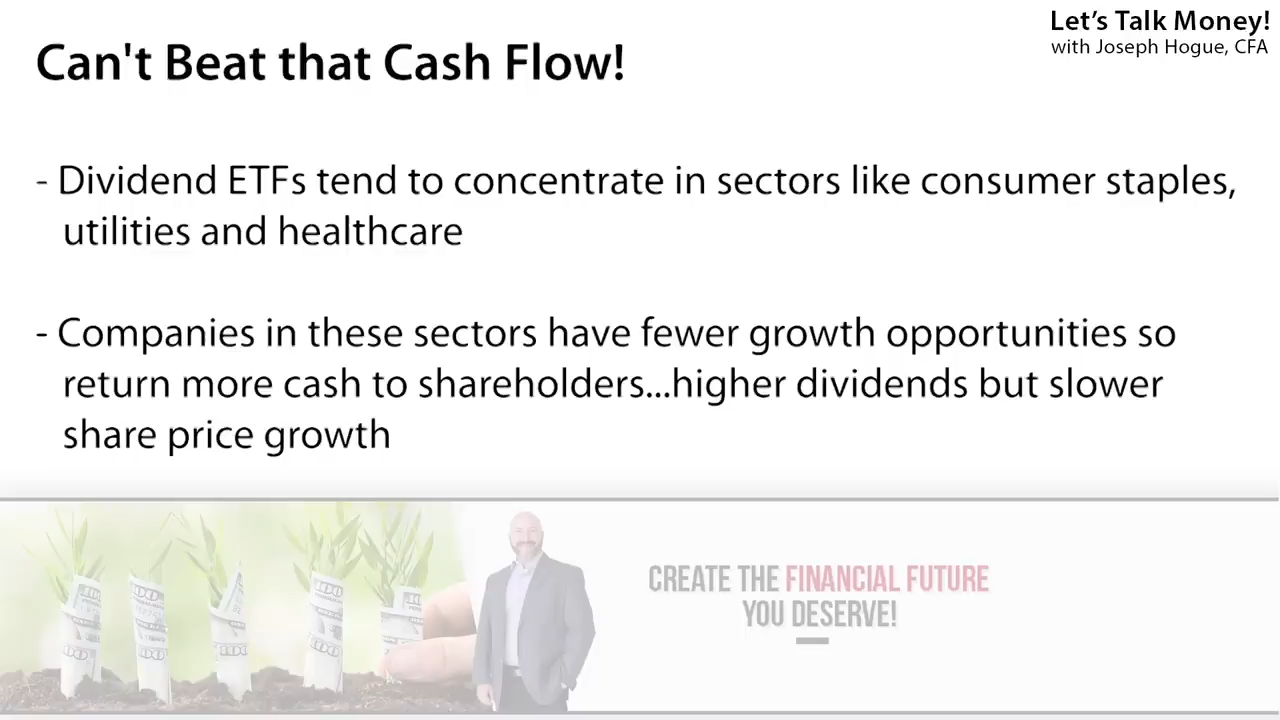 Let's Talk Money!
with Joseph Hogue, CFA
Can't Beat that Cash Flow!
- Dividend ETFs tend to concentrate in sectors like consumer staples,
utilities and healthcare
- Companies in these sectors have fewer growth opportunities so
return more cash to shareholders...higher dividends but slower
share price growth
CREATE THE FINANCIAL FUTURE
YOU DESERVE!